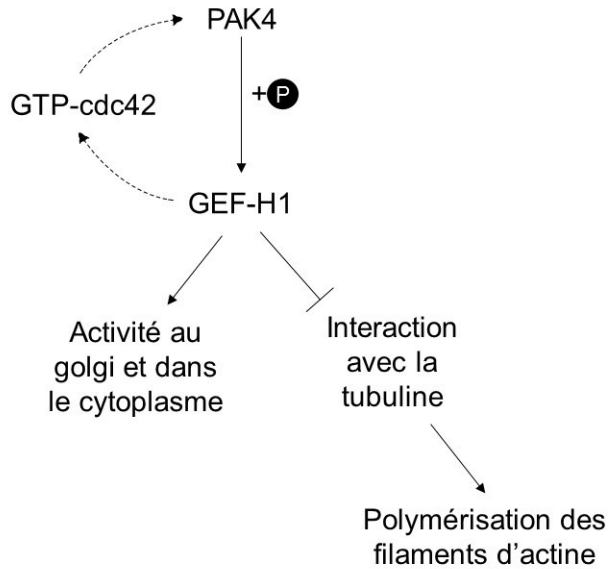 PAK4
+P
GTP-cdc42
GEF-H1
Activité au
golgi et dans
le cytoplasme
Interaction
avec la
tubuline
Polymérisation des
filaments d'actine